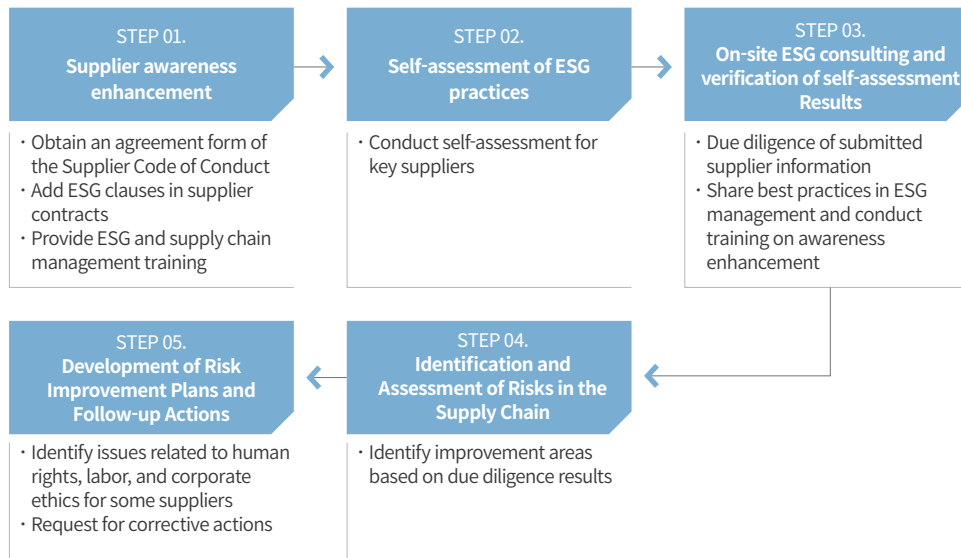 STEP 01.
Supplier awareness
enhancement
· Obtain an agreement form of
the Supplier Code of Conduct
· Add ESG clauses in supplier
contracts
· Provide ESG and supply chain
management training
STEP 02.
Self-assessment of ESG
practices
· Conduct self-assessment for
key suppliers
STEP 03.
On-site ESG consulting and
verification of self-assessment
Results
· Due diligence of submitted
supplier information
· Share best practices in ESG
management and conduct
training on awareness
enhancement
STEP 04.
Identification and
Assessment of Risks in the
Supply Chain
· Identify improvement areas
based on due diligence results
STEP 05.
Development of Risk
Improvement Plans and
Follow-up Actions
· Identify issues related to human
rights, labor, and corporate
ethics for some suppliers
· Request for corrective actions